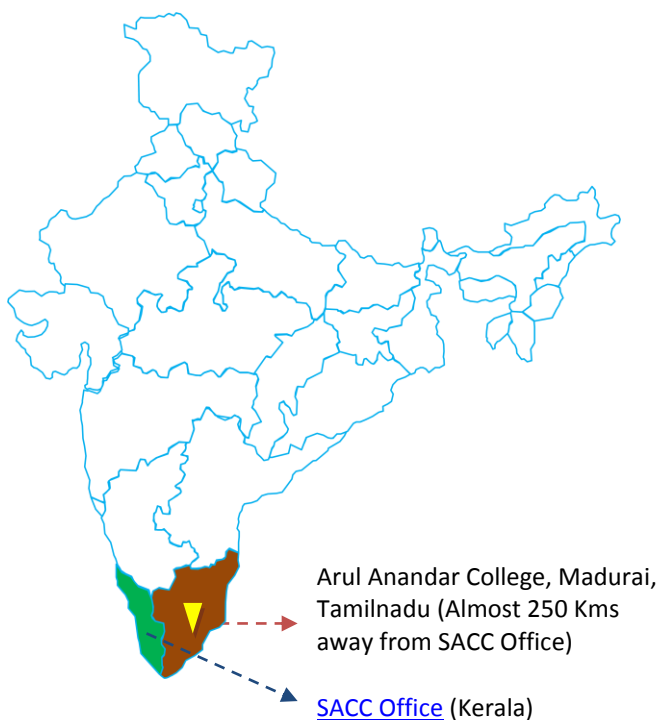 Arul Anandar College, Madurai,
Tamilnadu (Almost 250 Kms
away from SACC Office)
SACC Office (Kerala)